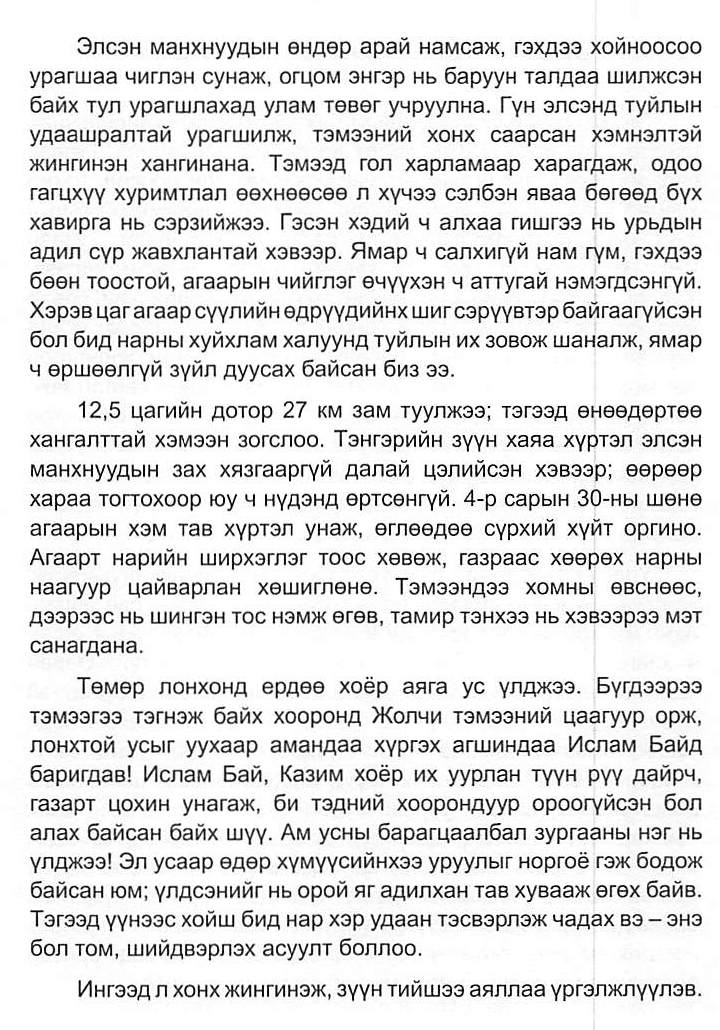 Элсэн манхнуудын өндөр арай намсаж, гэхдээ хойноосоо
урагшаа чиглэн сунаж, огцом энгэр нь баруун талдаа шилжсэн
байх тул урагшлахад улам төвөг учруулна. Гүн элсэнд туйлын
удаашралтай урагшилж, тэмээний хонх саарсан хэмнэлтэй
жингинэн хангинана. Тэмээд гол харламаар харагдаж, одоо
гагцхүү хуримтлал өөхнөөсөө л хүчээ сэлбэн яваа бөгөөд бүх
хавирга нь сэрзийжээ. Гэсэн хэдий ч алхаа гишгээ нь урьдын
адил сүр жавхлантай хэвээр. Ямар ч салхигүй нам гүм, гэхдээ
бөөн тоостой, агаарын чийглэг өчүүхэн ч аттугай нэмэгдсэнгүй.
Хэрэв цаг агаар сүүлийн өдрүүдийнх шиг сэрүүвтэр байгаагүйсэн
бол бид нарны хуйхлам халуунд туйлын их зовож шаналж, ямар
ч өршөөлгүй зүйл дуусах байсан биз ээ.
12,5 цагийн дотор 27 км зам туулжээ; тэгээд өнөөдөртөө
хангалттай хэмээн зогслоо. Тэнгэрийн зүүн хаяа хүртэл элсэн
манхнуудын зах хязгааргүй далай цэлийсэн хэвээр; өөрөөр
хараа тогтохоор юу ч нүдэнд өртсөнгүй. 4-р сарын 30-ны шөнө
агаарын хэм тав хүртэл унаж, өглөөдөө сүрхий хүйт оргино.
Агаарт нарийн ширхэглэг тоос хөвөж, газраас хөөрөх нарны
наагуур цайварлан хөшиглөнө. Тэмээндээ хомны өвснөөс,
дээрээс нь шингэн тос нэмж өгөв, тамир тэнхээ нь хэвээрээ мэт
санагдана.
Төмөр лонхонд ердөө хоёр аяга ус үлджээ. Бүгдээрээ
тэмээгээ тэгнэж байх хооронд Жолчи тэмээний цаагуур орж,
лонхтой усыг уухаар амандаа хүргэх агшиндаа Ислам Байд
баригдав! Ислам Бай, Казим хоёр их уурлан түүн рүү дайрч,
газарт цохин унагаж, би тэдний хоорондуур ороогүйсэн бол
алах байсан байх шүү. Ам усны барагцаалбал зургааны нэг нь
үлджээ! Эл усаар өдөр хүмүүсийнхээ уруулыг норгоё гэж бодож
байсан юм; үлдсэнийг нь орой яг адилхан тав хувааж өгөх байв.
Тэгээд үүнээс хойш бид нар хэр удаан тэсвэрлэж чадах вэ – энэ
бол том, шийдвэрлэх асуулт боллоо.
Ингээд л хонх жингинэж, зүүн тийшээ аяллаа үргэлжлүүлэв.